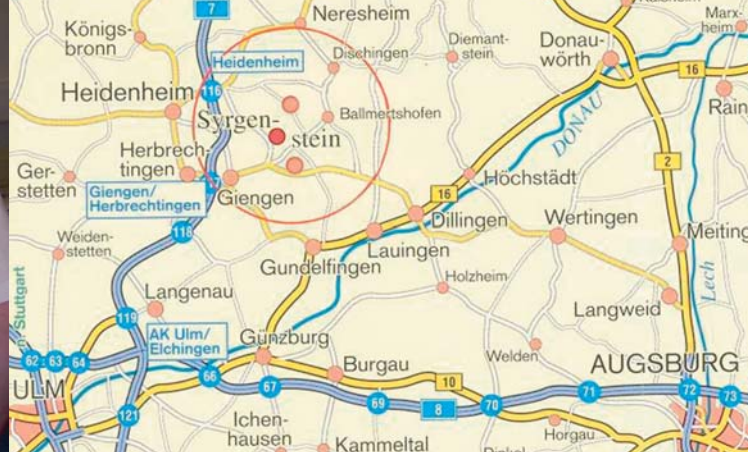 7
Neresheim
Marx-
heim
Königs-
bronn
Diemant-
stein
Donau-
wörth
Dischingen
Heidenheim
16
116
Heidenheim
Rain
Syrgen-
stein
Ballmertshofen
DONAU
Herbrech-
tingen
2
Ger-
stetten
Giengen/
Herbrechtingen
Giengen
16
Höchstädt
Dillingen
Wertingen
118
Lauingen
Meiting
Weiden-
stetten
Gundelfingen
Lech
Holzheim
Langenau
Langweid
n. Stuttgart
119
AK Ulm/
Elchingen
Günzburg
Welden
62
63
64
66
Burgau
AUGSBURG
ULM
67
10
71
72
73
121
69
8
70
Ichen-
hausen
Kammeltal
Horgau